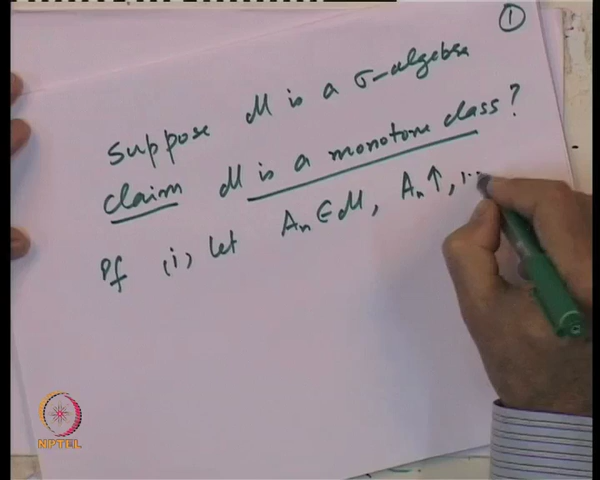 ①
Suppose M is a σ-algebra
Claim M is a monotone class?
Pf (i) Let Aₙ ∈ M, Aₙ ↑, i.
NPTEL